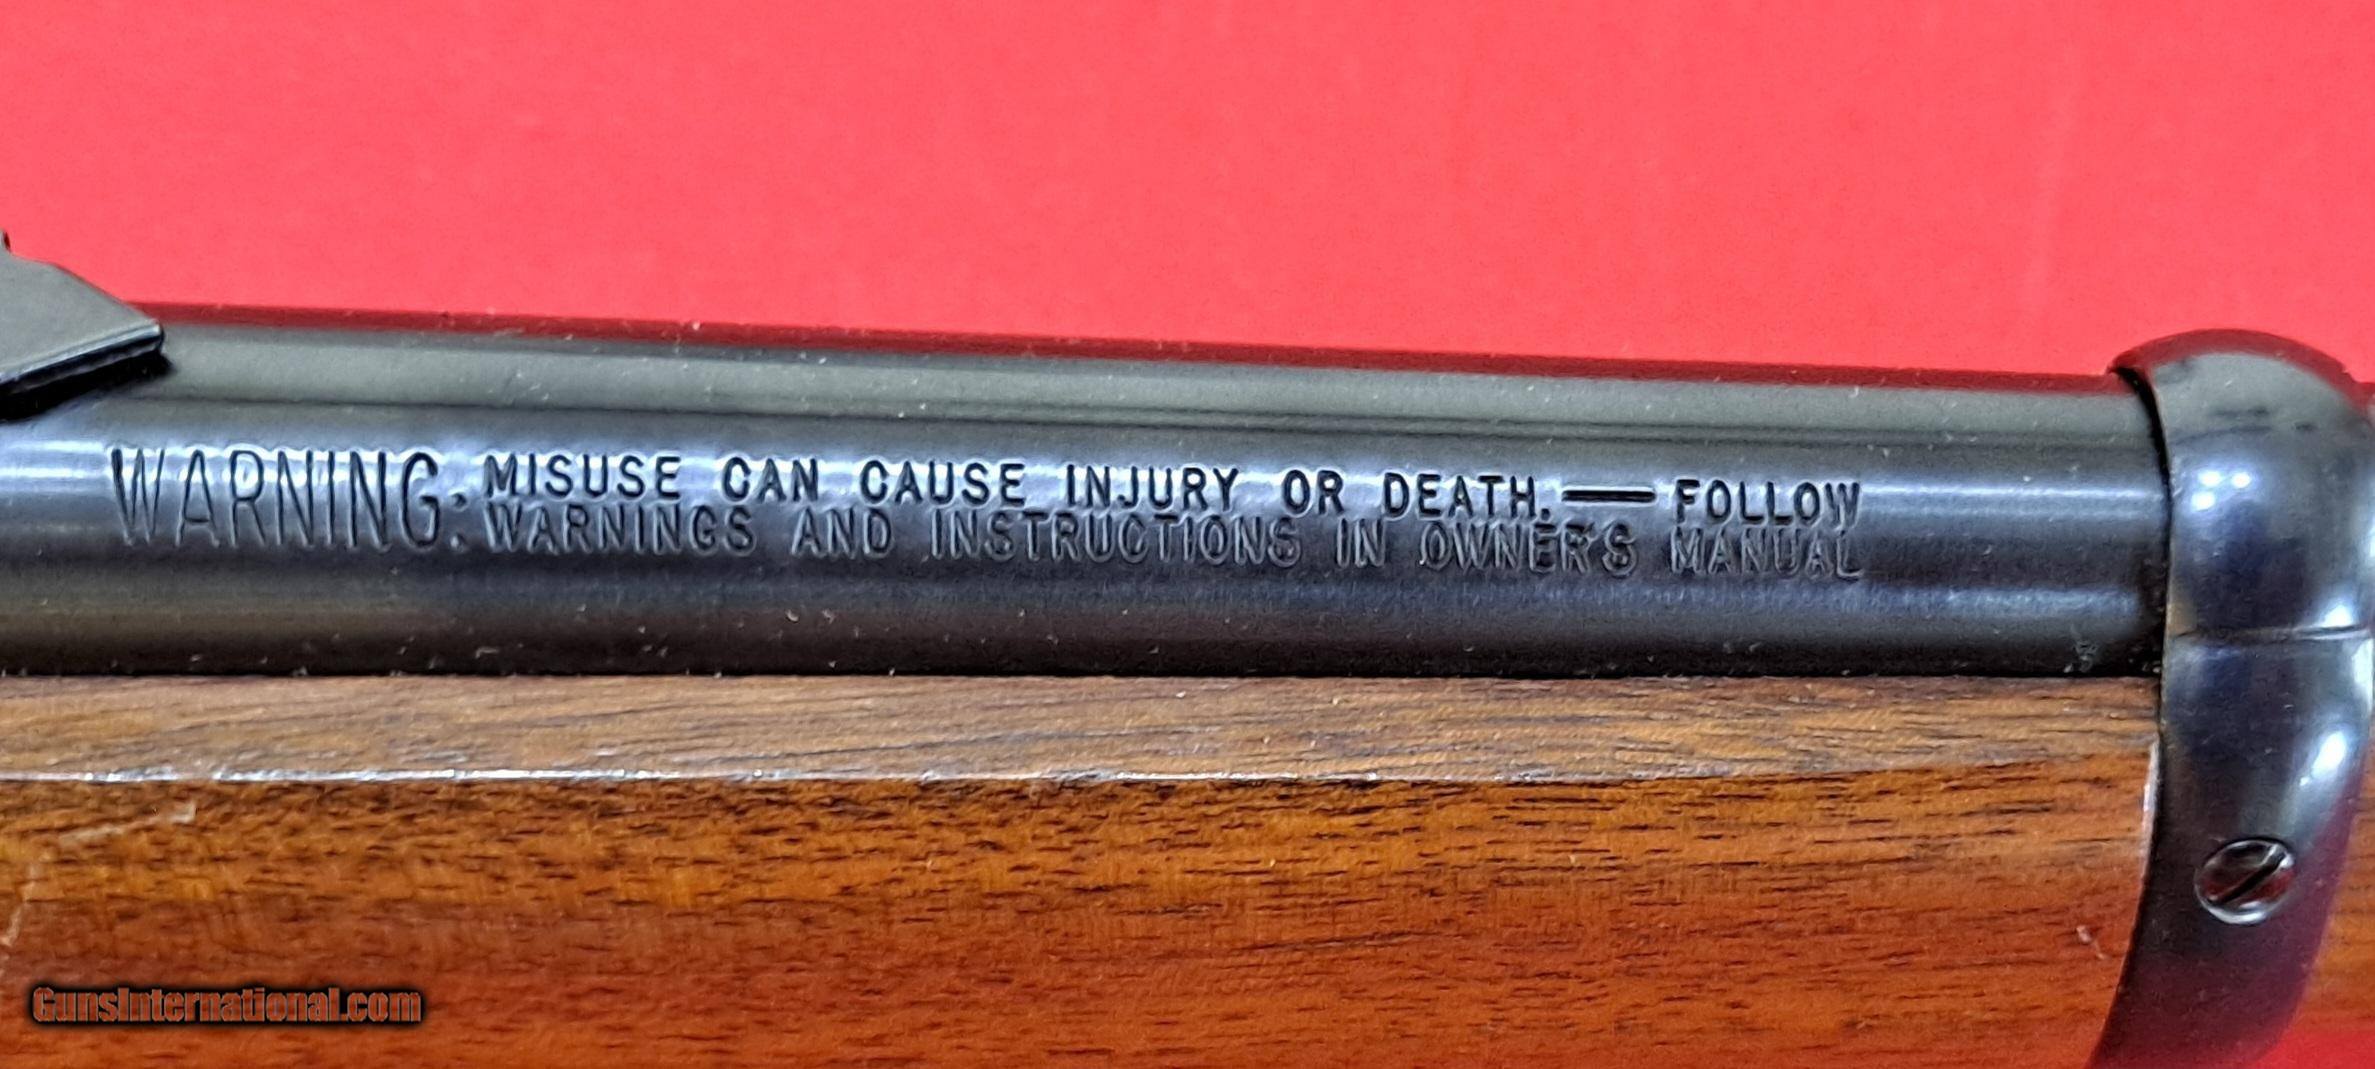 WARNING: MISUSE CAN CAUSE INJURY OR DEATH. — FOLLOW
WARNINGS AND INSTRUCTIONS IN OWNER'S MANUAL
GunsInternational.com